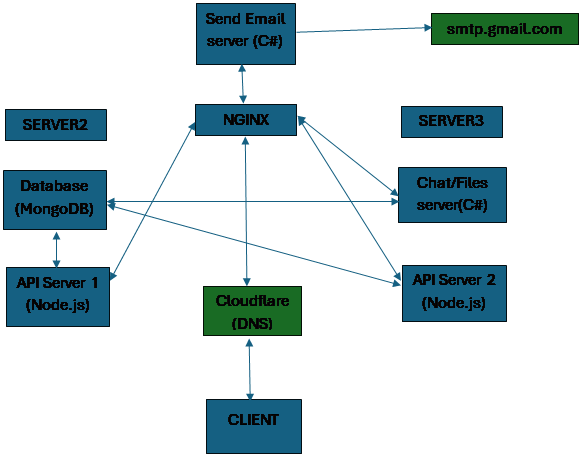 Send Email
server (C#)
smtp.gmail.com
NGINX
SERVER2
SERVER3
Database
(MongoDB)
Chat/Files
server(C#)
API Server 1
(Node.js)
API Server 2
(Node.js)
Cloudflare
(DNS)
CLIENT